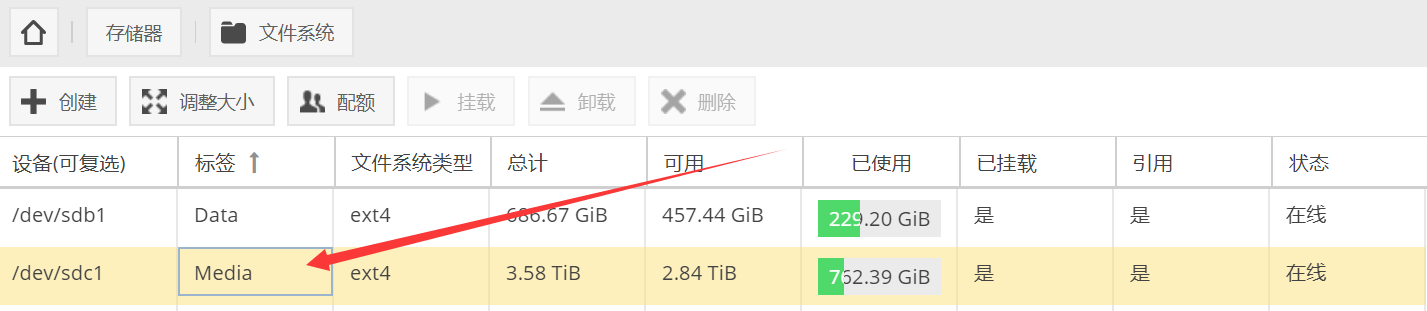 存储器 文件系统
创建 调整大小 配额 挂载 卸载 删除
设备(可复选) 标签 文件系统类型 总计 可用 已使用 已挂载 引用 状态
/dev/sdb1 Data ext4 686.67 GiB 457.44 GiB 229.20 GiB 是 是 在线
/dev/sdc1 Media ext4 3.58 TiB 2.84 TiB 762.39 GiB 是 是 在线